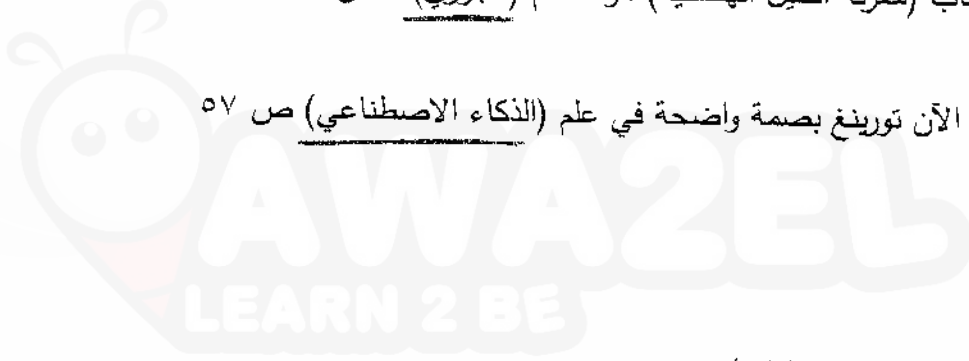 الآن تورينغ بصمة واضحة في علم (الذكاء الاصطناعي) ص ٥٧
AWA2EL
LEARN 2 BE